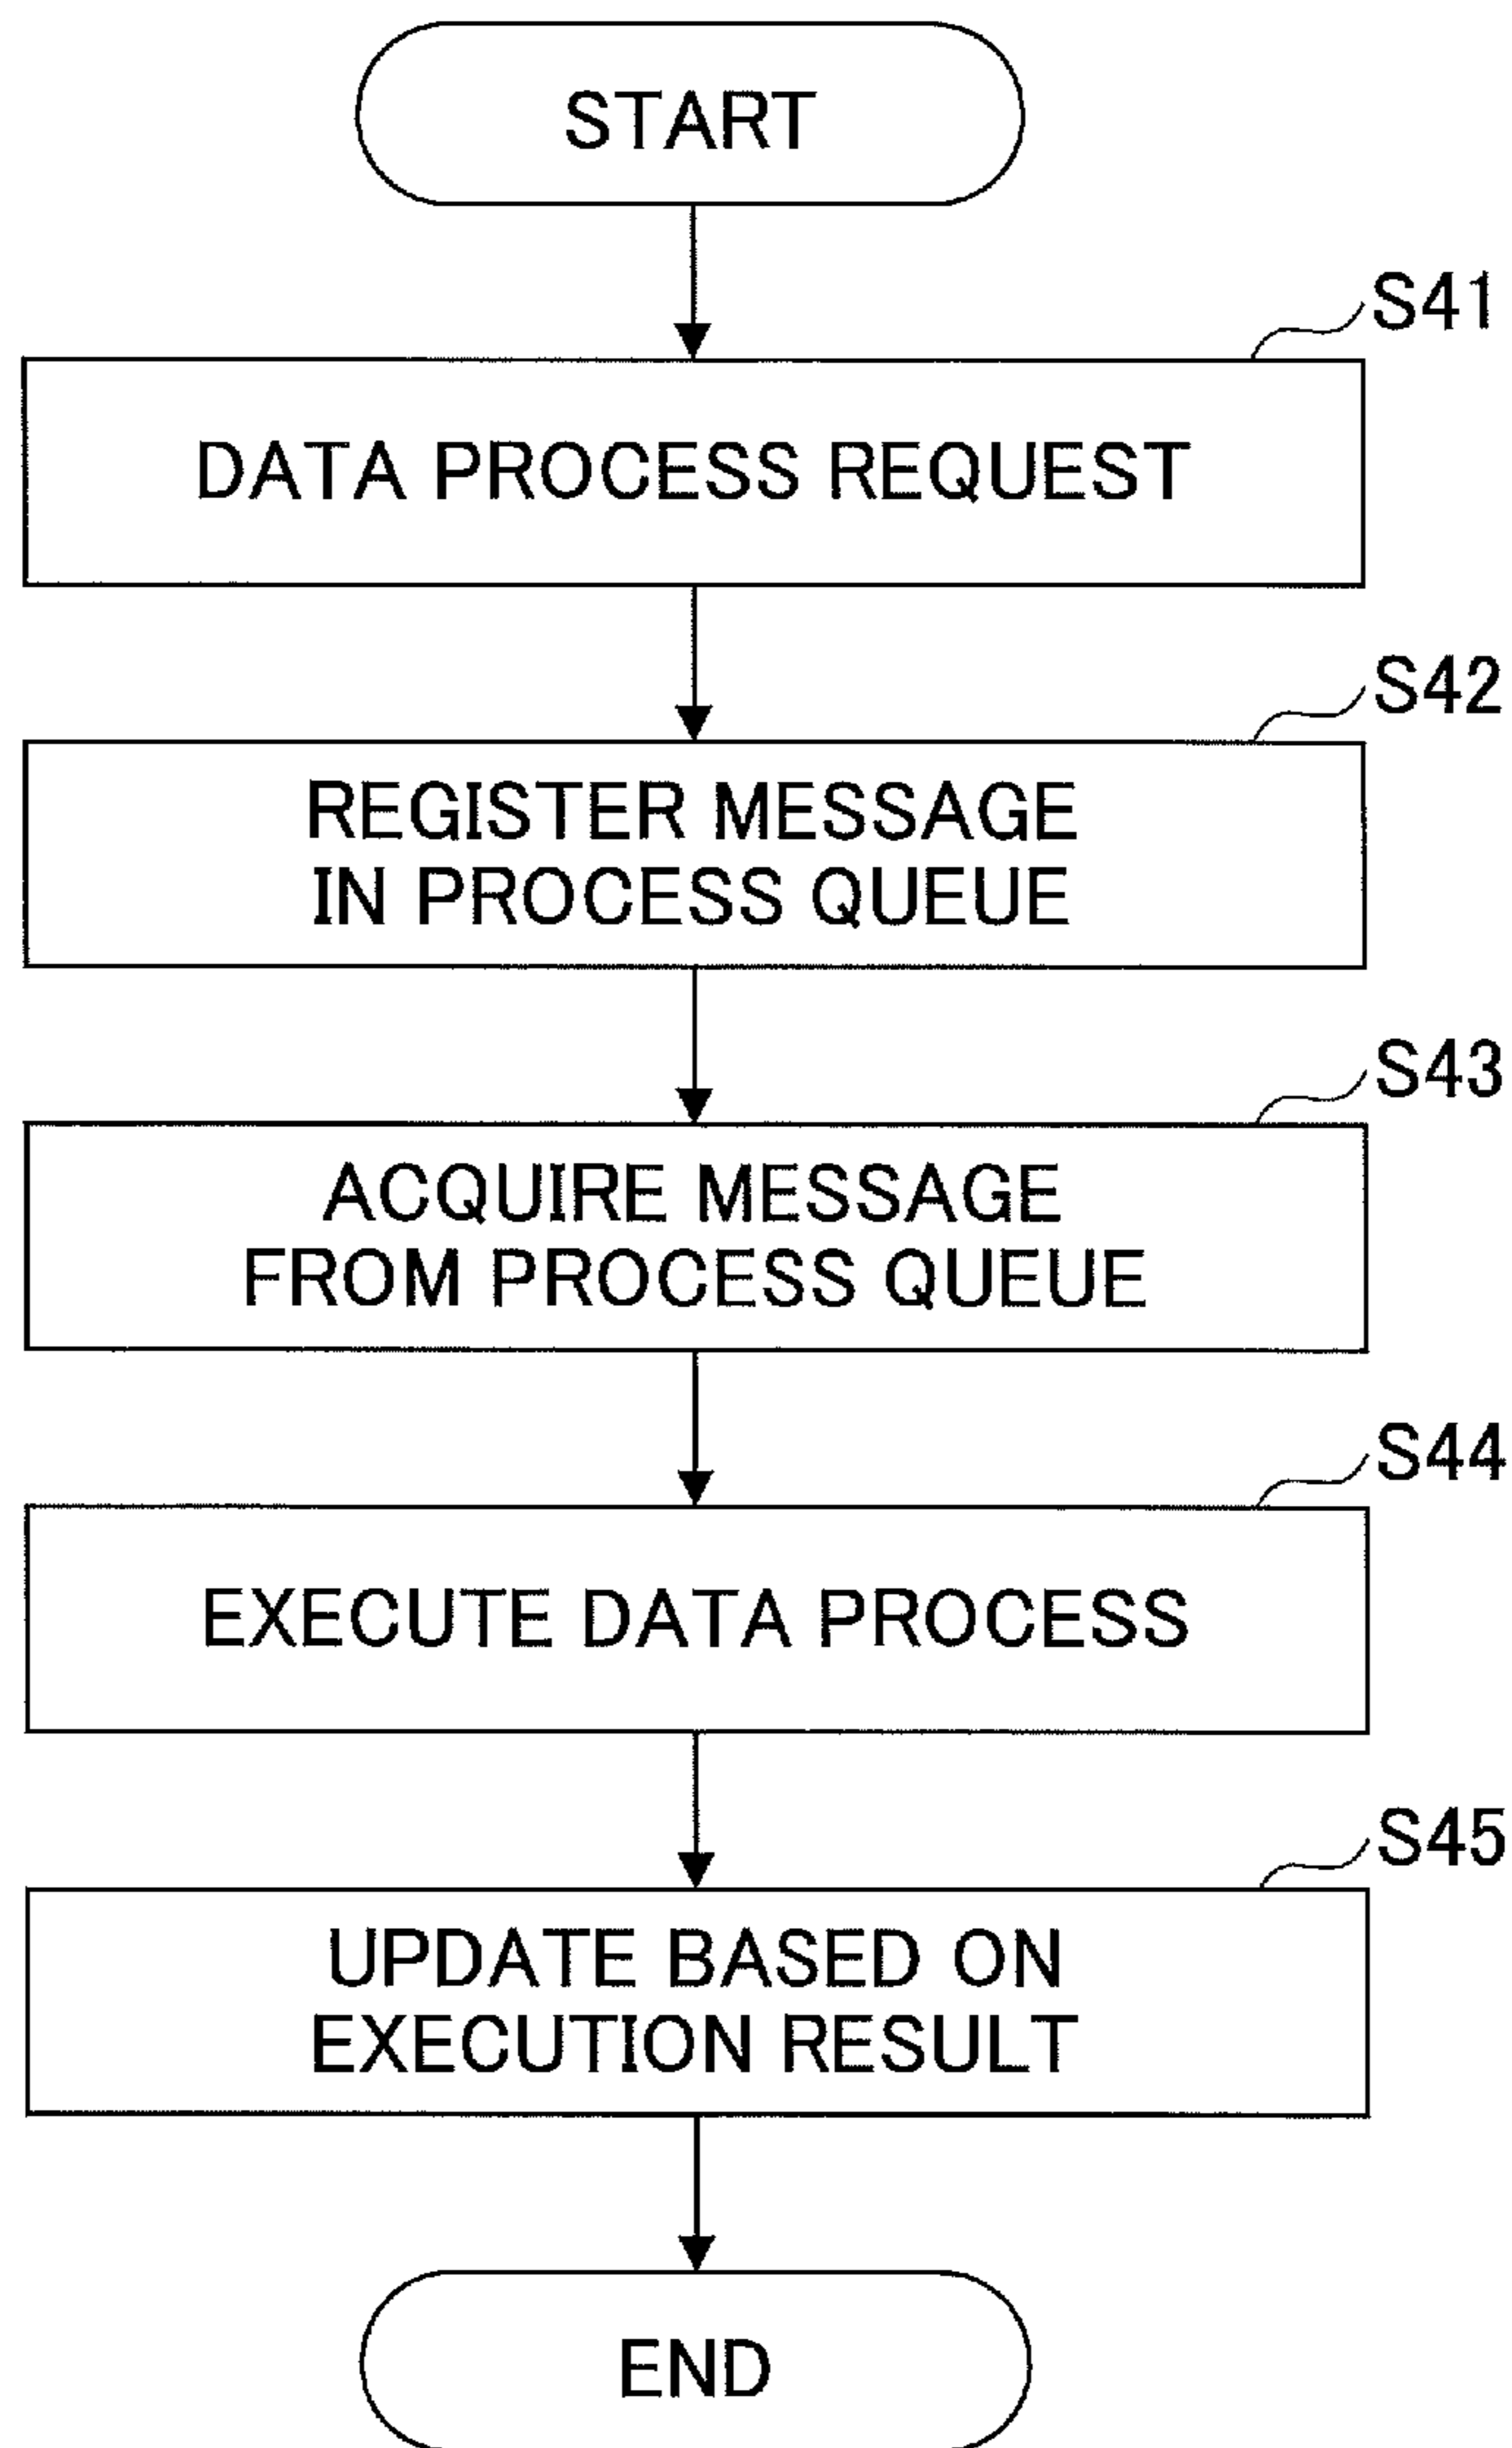 START
S41
DATA PROCESS REQUEST
S42
REGISTER MESSAGE
IN PROCESS QUEUE
S43
ACQUIRE MESSAGE
FROM PROCESS QUEUE
S44
EXECUTE DATA PROCESS
S45
UPDATE BASED ON
EXECUTION RESULT
END